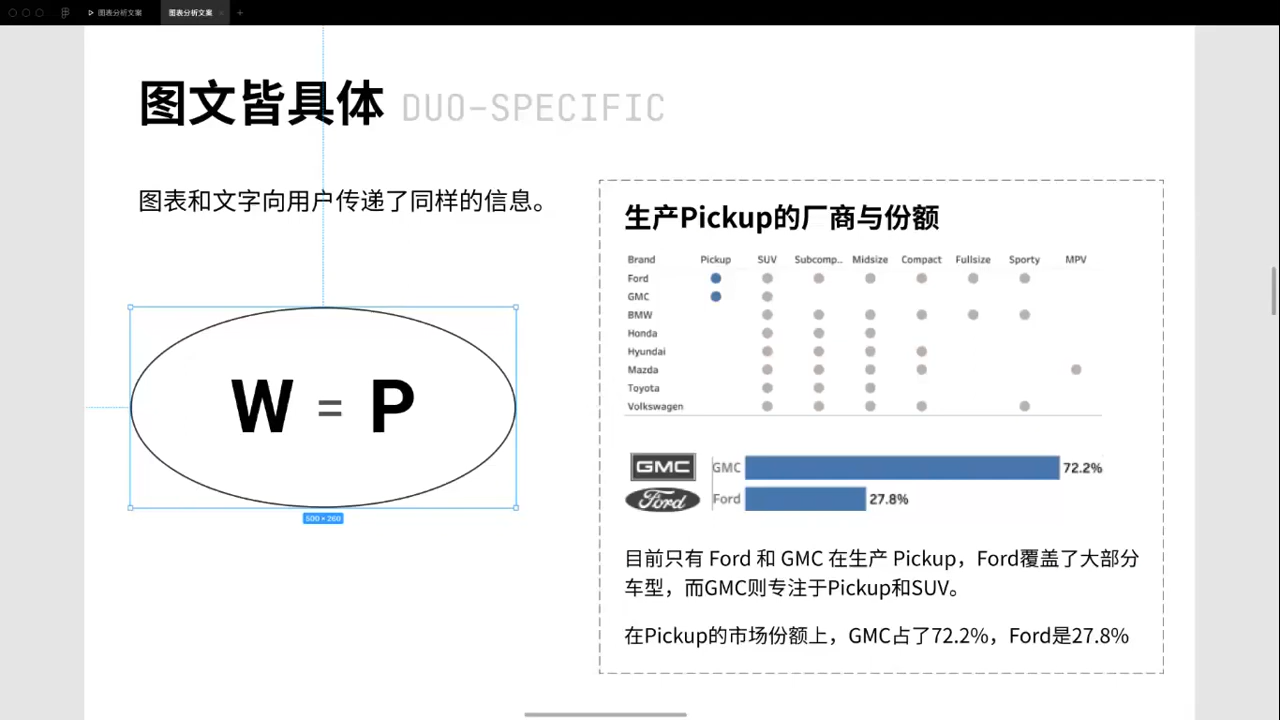 图表分析文案
图表分析文案
图文皆具体 DUO-SPECIFIC
图表和文字向用户传递了同样的信息。
W = P
500 × 260
生产Pickup的厂商与份额
Brand Pickup SUV Subcomp.. Midsize Compact Fullsize Sporty MPV
Ford
GMC
BMW
Honda
Hyundai
Mazda
Toyota
Volkswagen
GMC GMC 72.2%
Ford Ford 27.8%
目前只有 Ford 和 GMC 在生产 Pickup，Ford覆盖了大部分
车型，而GMC则专注于Pickup和SUV。
在Pickup的市场份额上，GMC占了72.2%，Ford是27.8%